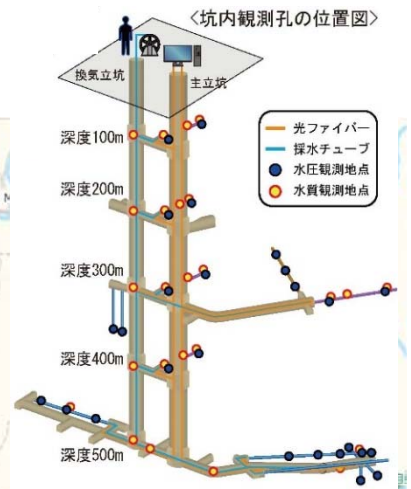 〈坑内観測孔の位置図〉
換気立坑
主立坑
光ファイバー
採水チューブ
水圧観測地点
水質観測地点
深度100m
深度200m
深度300m
深度400m
深度500m